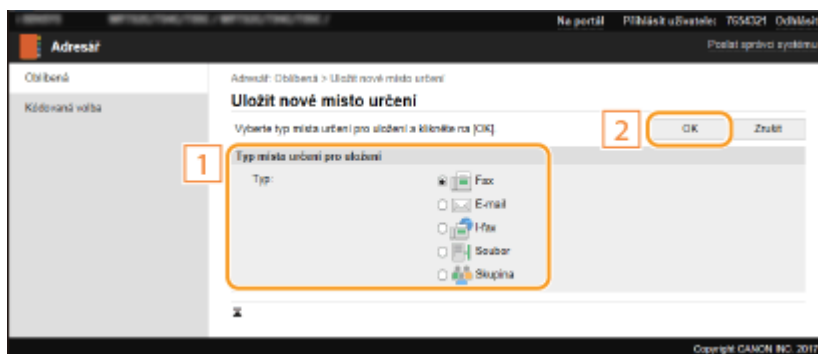 Na portál Přihlásit uživatele: 7654321 Odhlásit
Adresář
Poslat správci systému
Oblíbená
Kódovaná volba
Adresář: Oblíbená > Uložit nové místo určení
Uložit nové místo určení
Vyberte typ místa určení pro uložení a klikněte na [OK].
2
OK
Zrušit
1
Typ místa určení pro uložení
Typ:
Fax
E-mail
I-fax
Soubor
Skupina
Copyright CANON INC. 2017